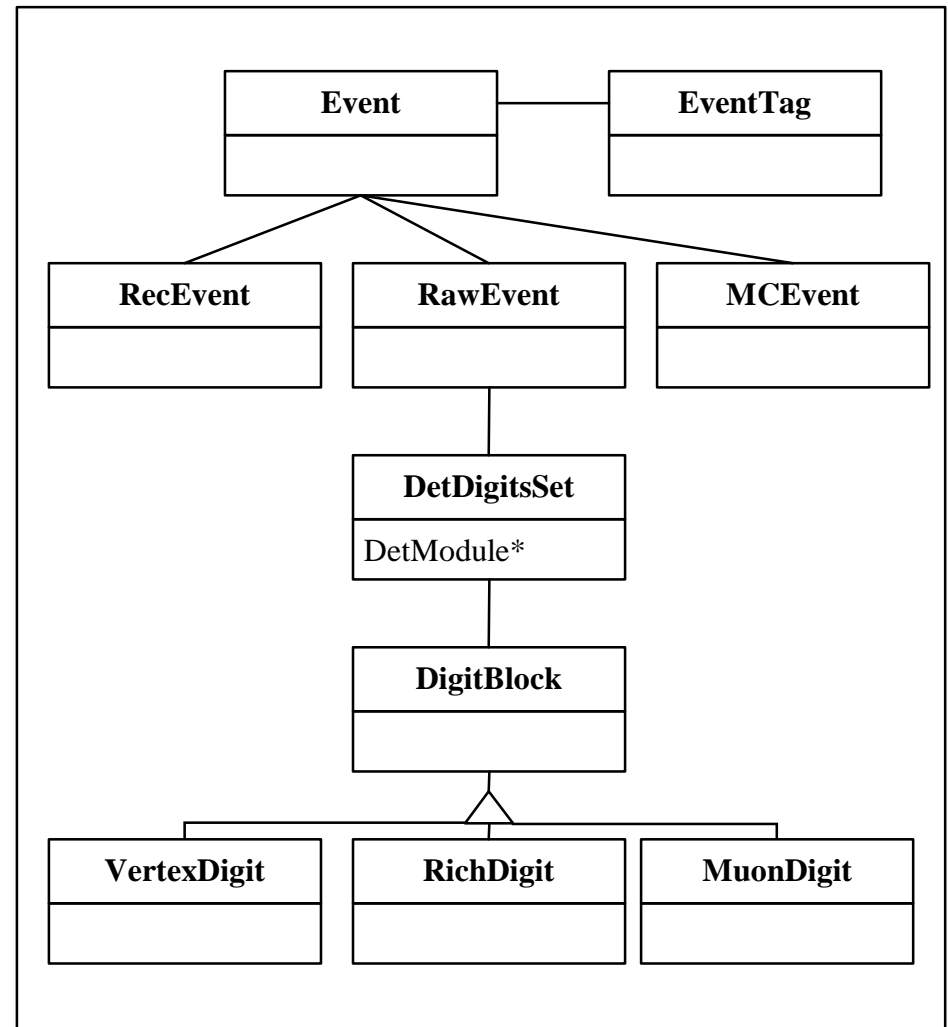 Event
EventTag
RecEvent
RawEvent
MCEvent
DetDigitsSet
DetModule*
DigitBlock
VertexDigit
RichDigit
MuonDigit